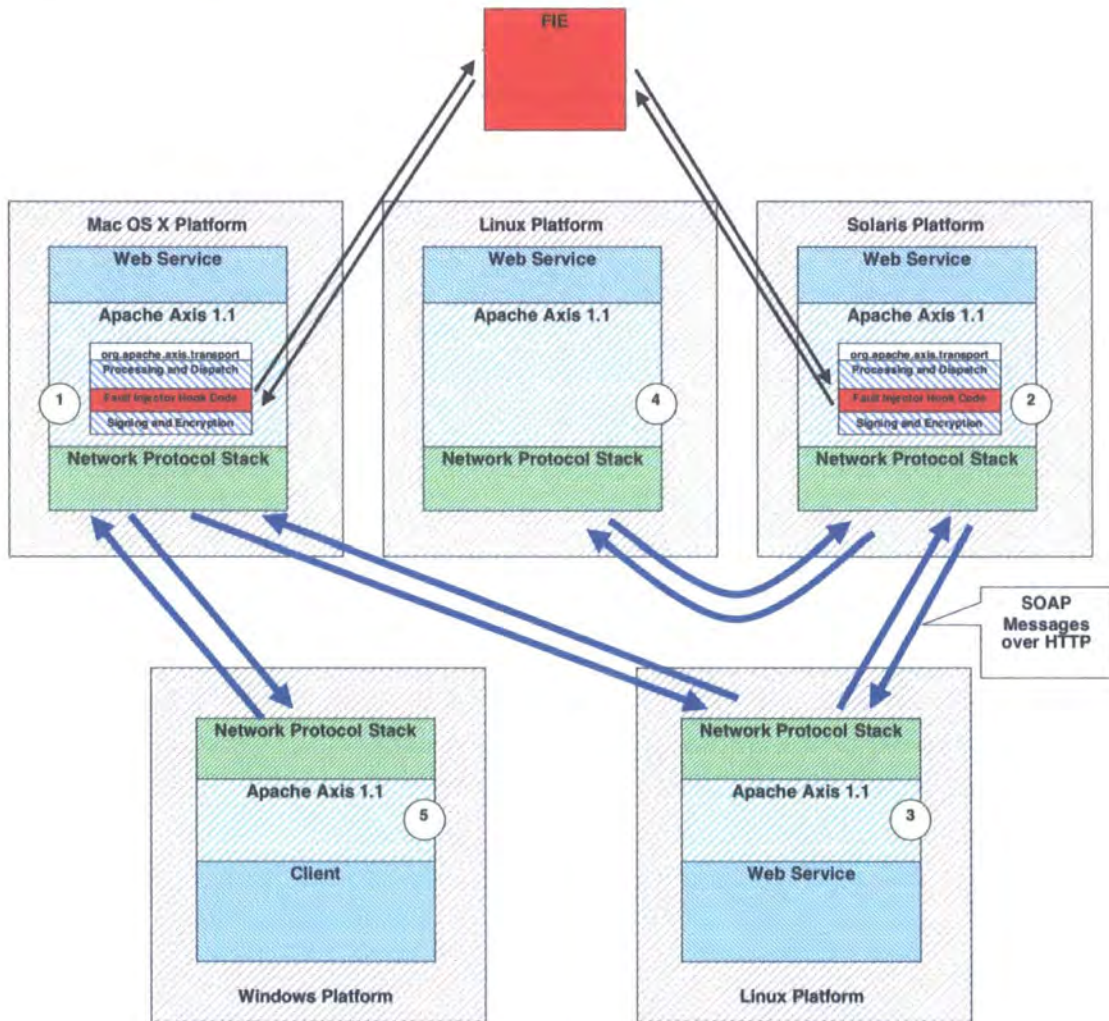 FIE
Mac OS X Platform
Web Service
Apache Axis 1.1
org.apache.axis.transport
Processing and Dispatch
Fault Injector Hook Code
Signing and Encryption
1
Network Protocol Stack
Linux Platform
Web Service
Apache Axis 1.1
4
Network Protocol Stack
Solaris Platform
Web Service
Apache Axis 1.1
org.apache.axis.transport
Processing and Dispatch
Fault Injector Hook Code
Signing and Encryption
2
Network Protocol Stack
SOAP
Messages
over HTTP
Network Protocol Stack
Apache Axis 1.1
5
Client
Windows Platform
Network Protocol Stack
Apache Axis 1.1
3
Web Service
Linux Platform